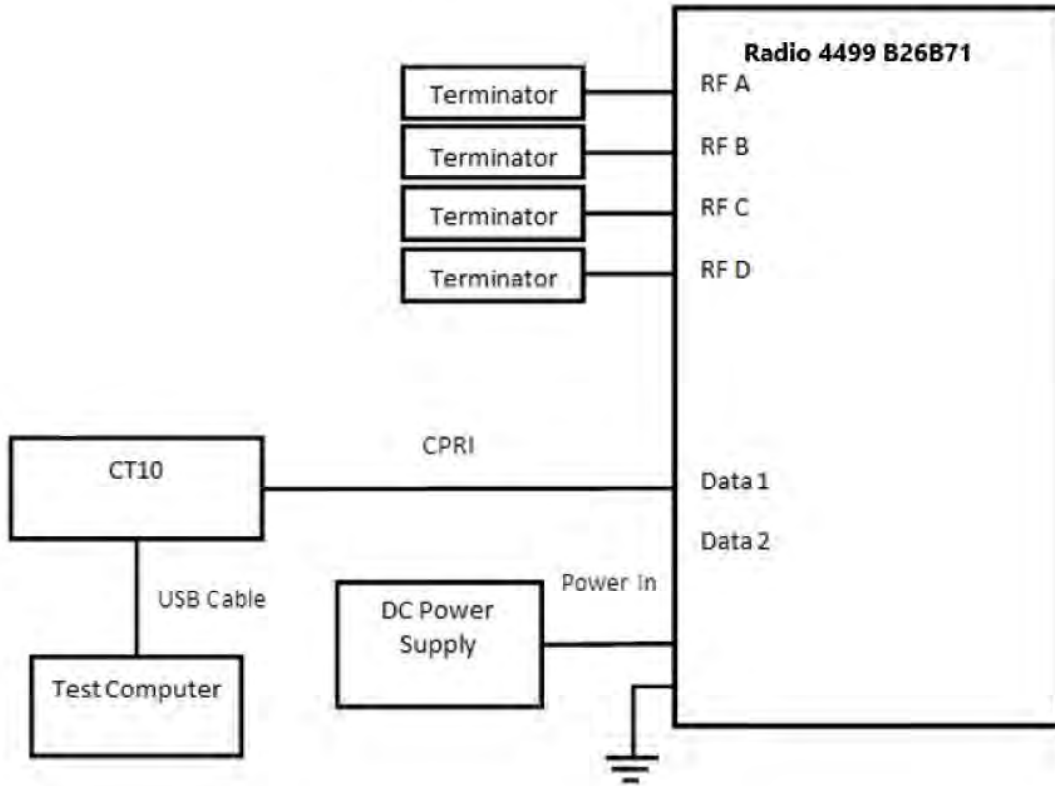 Radio 4499 B26B71
Terminator
RF A
Terminator
RF B
Terminator
RF C
Terminator
RF D
CPRI
CT10
Data 1
Data 2
USB Cable
Power In
DC Power
Supply
Test Computer